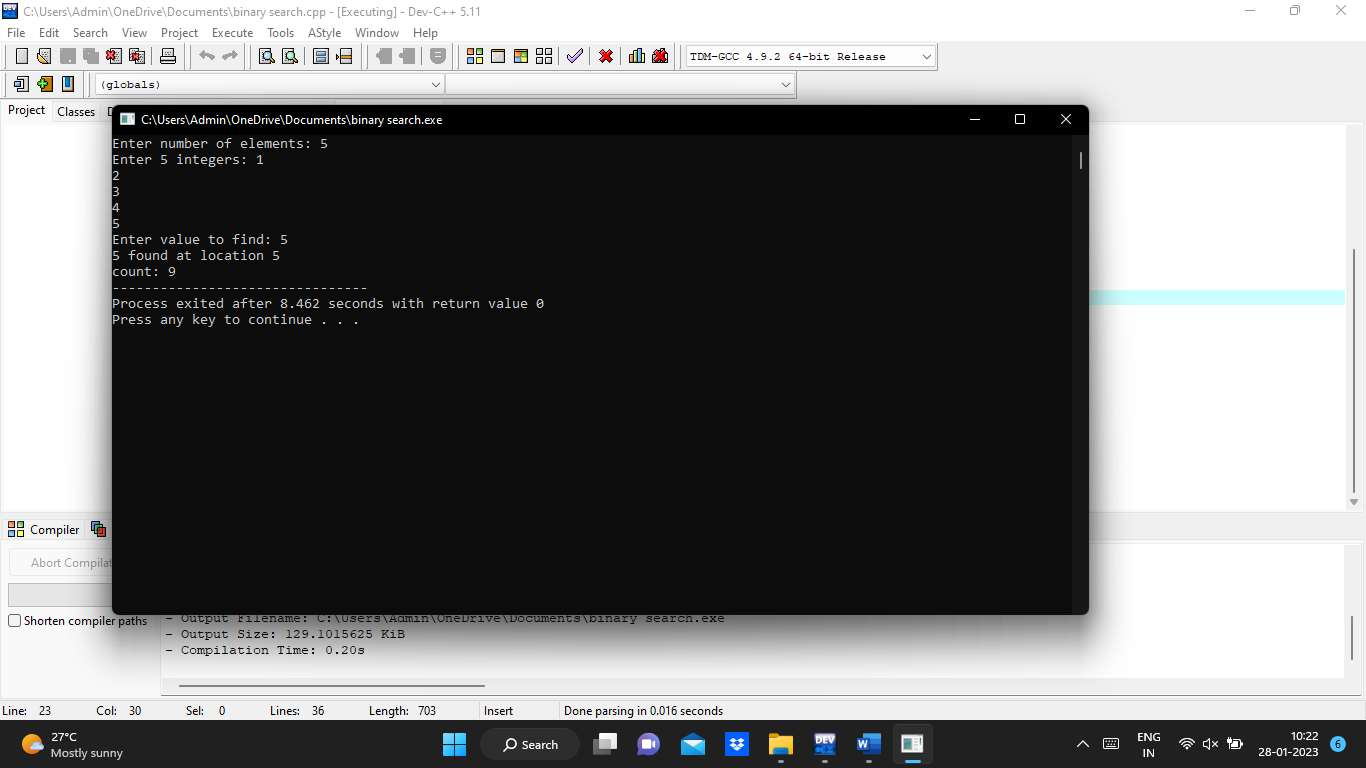 C:\Users\Admin\OneDrive\Documents\binary search.cpp - [Executing] - Dev-C++ 5.11
File Edit Search View Project Execute Tools AStyle Window Help
TDM-GCC 4.9.2 64-bit Release
(globals)
Project Classes
C:\Users\Admin\OneDrive\Documents\binary search.exe
Enter number of elements: 5
Enter 5 integers: 1
2
3
4
5
Enter value to find: 5
5 found at location 5
count: 9
--------------------------------
Process exited after 8.462 seconds with return value 0
Press any key to continue . . .
Compiler
Abort Compilat
Shorten compiler paths
- Output Filename: C:\Users\Admin\OneDrive\Documents\binary search.exe
- Output Size: 129.1015625 KiB
- Compilation Time: 0.20s
Line: 23 Col: 30 Sel: 0 Lines: 36 Length: 703 Insert Done parsing in 0.016 seconds
27°C
Mostly sunny
Search
DEV
W
ENG
IN
10:22
28-01-2023
6